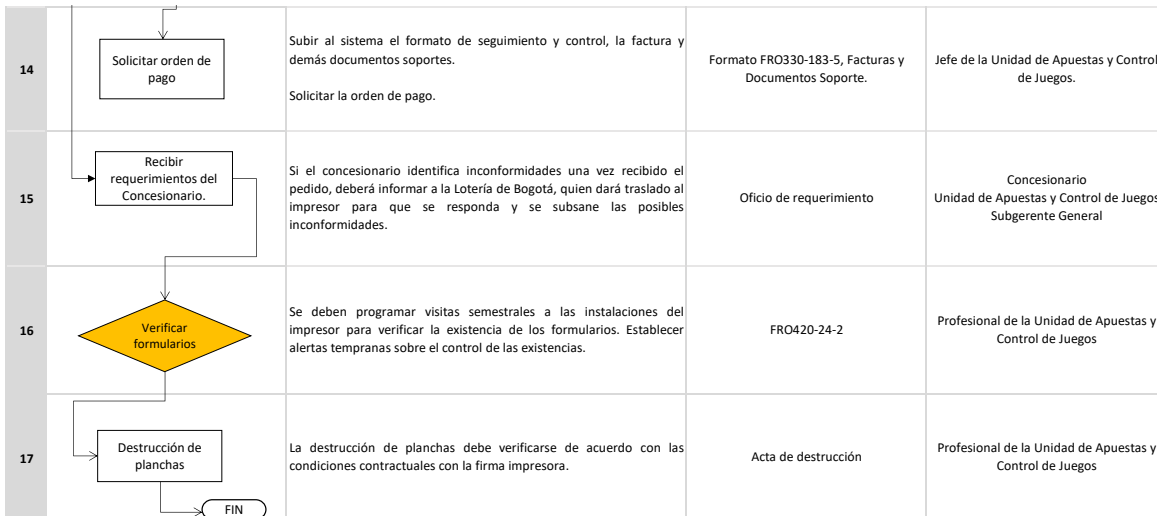 14
Solicitar orden de
pago
Subir al sistema el formato de seguimiento y control, la factura y
demás documentos soportes.
Solicitar la orden de pago.
Formato FRO330-183-5, Facturas y
Documentos Soporte.
Jefe de la Unidad de Apuestas y Control
de Juegos.
15
Recibir
requerimientos del
Concesionario.
Si el concesionario identifica inconformidades una vez recibido el
pedido, deberá informar a la Lotería de Bogotá, quien dará traslado al
impresor para que se responda y se subsane las posibles
inconformidades.
Oficio de requerimiento
Concesionario
Unidad de Apuestas y Control de Juegos
Subgerente General
16
Verificar
formularios
Se deben programar visitas semestrales a las instalaciones del
impresor para verificar la existencia de los formularios. Establecer
alertas tempranas sobre el control de las existencias.
FRO420-24-2
Profesional de la Unidad de Apuestas y
Control de Juegos
17
Destrucción de
planchas
La destrucción de planchas debe verificarse de acuerdo con las
condiciones contractuales con la firma impresora.
Acta de destrucción
Profesional de la Unidad de Apuestas y
Control de Juegos
FIN